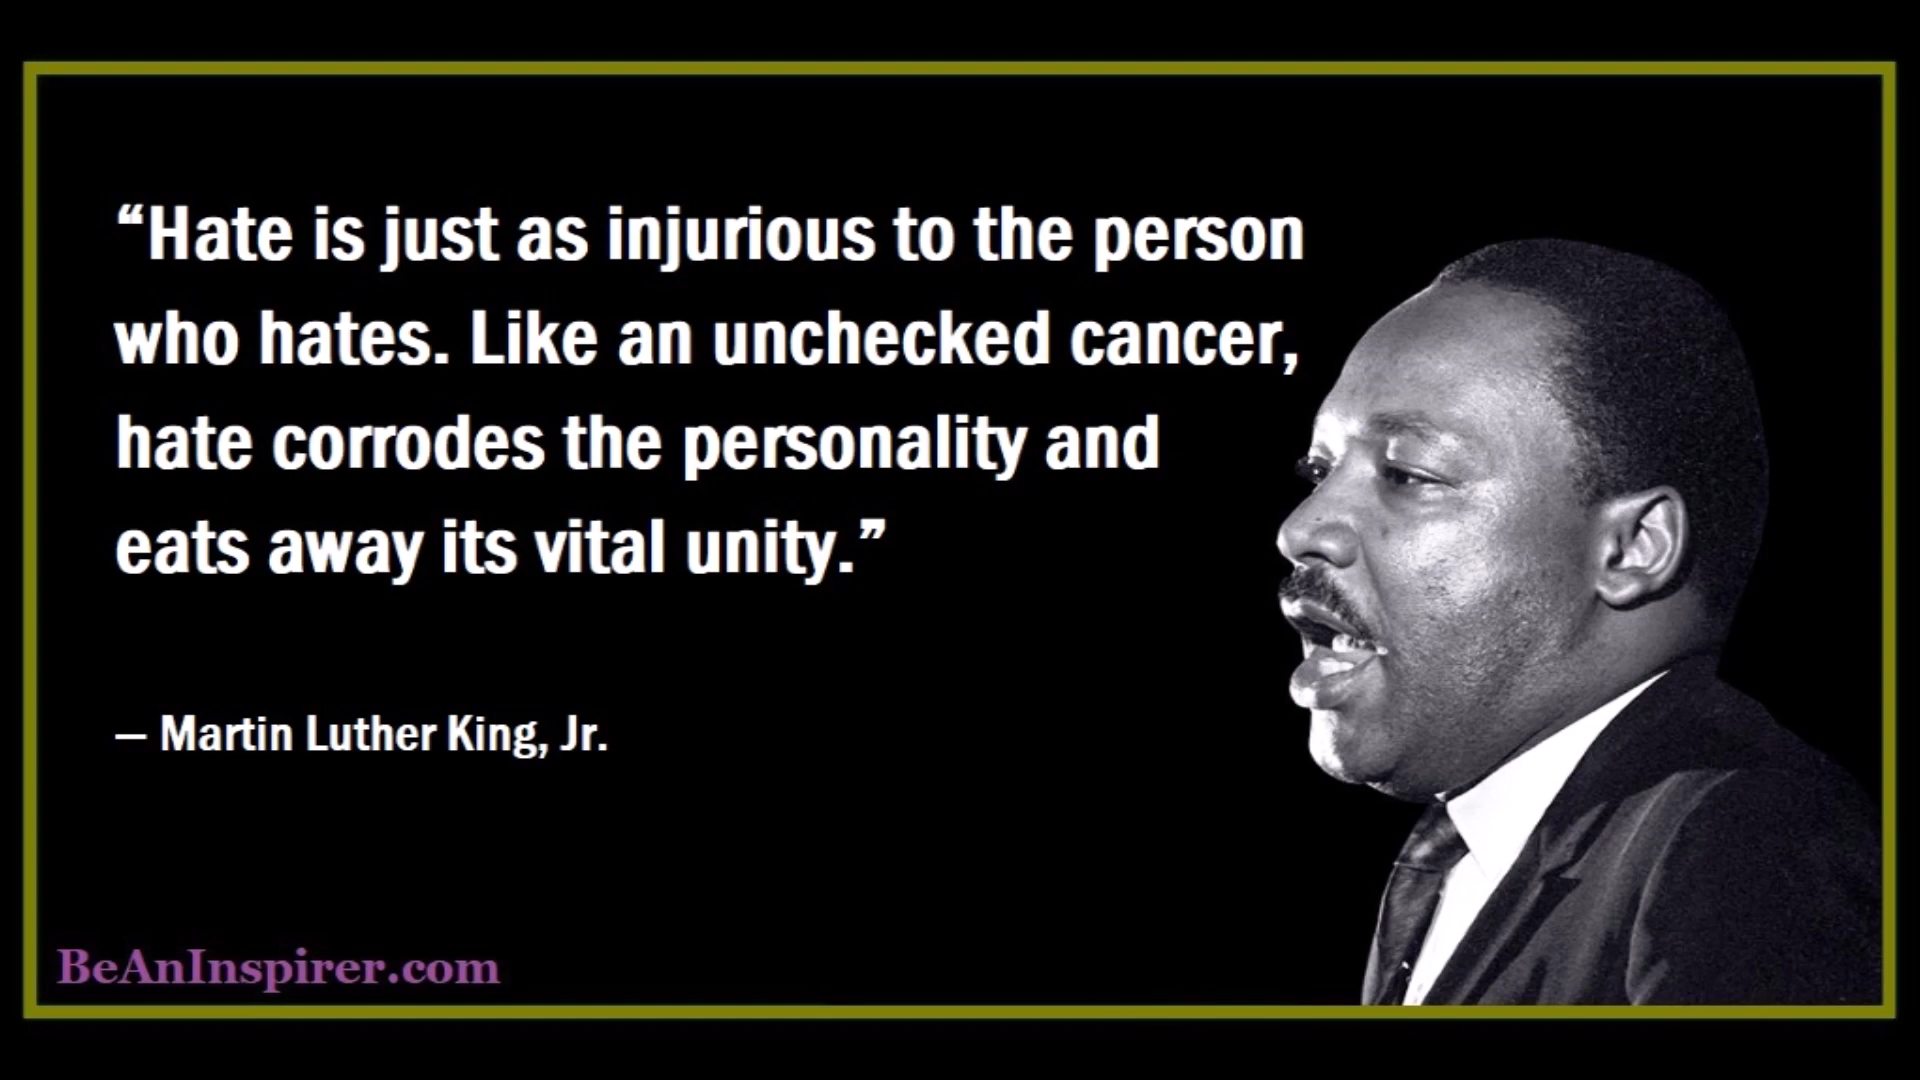 “Hate is just as injurious to the person
who hates. Like an unchecked cancer,
hate corrodes the personality and
eats away its vital unity.”
— Martin Luther King, Jr.
BeAnInspirer.com